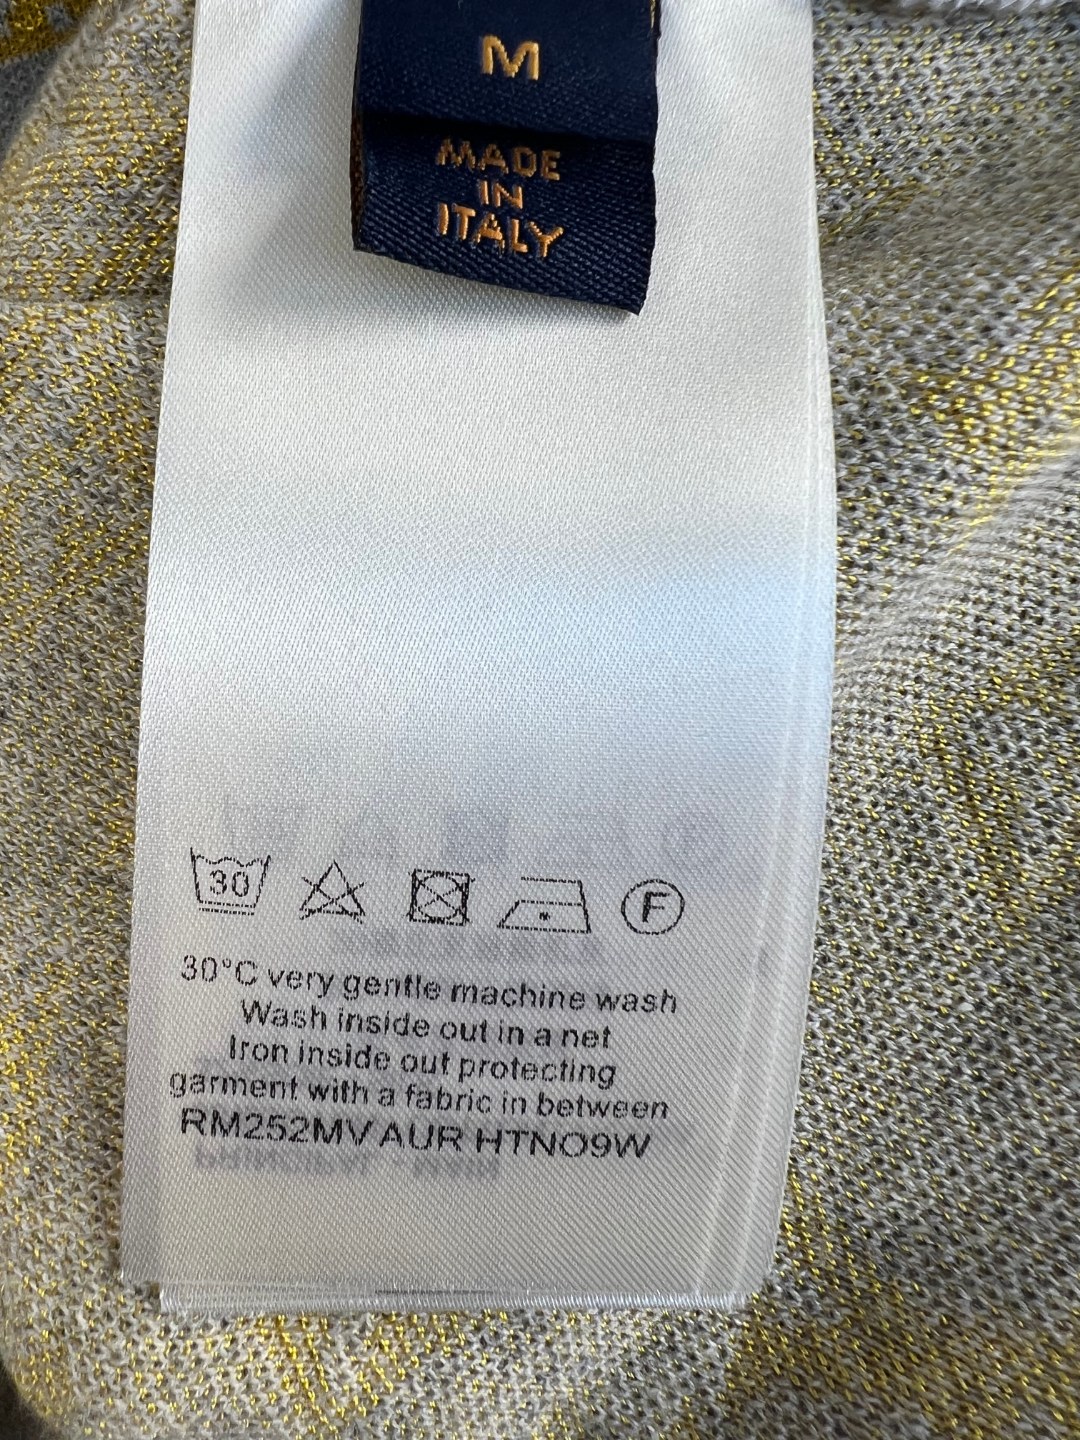 M
MADE
IN
ITALY
30
F
30°C very gentle machine wash
Wash inside out in a net
Iron inside out protecting
garment with a fabric in between
RM252MV AUR HTNO9W